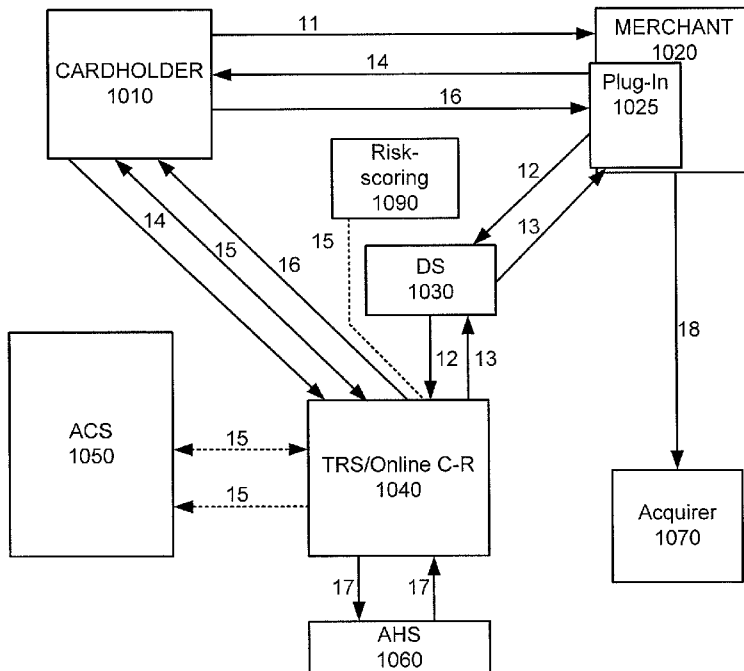 11
MERCHANT
1020
CARDHOLDER
1010
14
Plug-In
1025
16
Risk-
scoring
1090
12
13
14
15
16
15
DS
1030
18
12
13
ACS
1050
15
15
TRS/Online C-R
1040
Acquirer
1070
17
17
AHS
1060